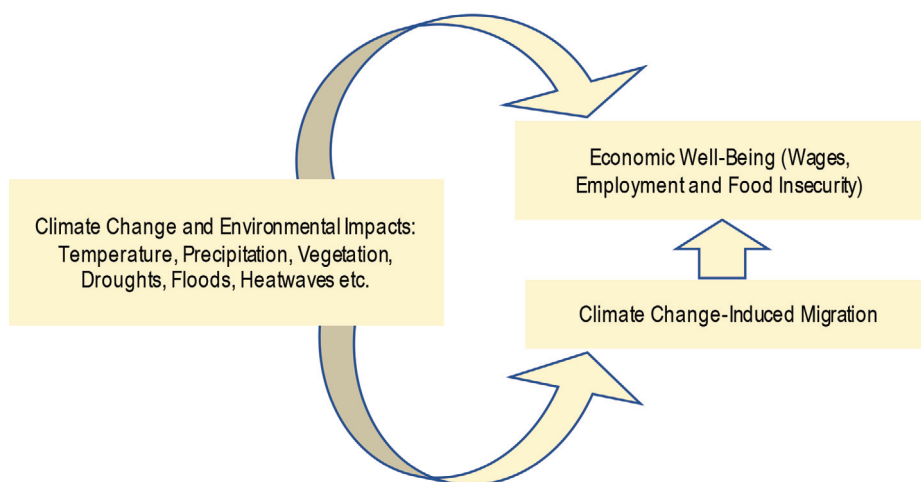 Economic Well-Being (Wages,
Employment and Food Insecurity)
Climate Change and Environmental Impacts:
Temperature, Precipitation, Vegetation,
Droughts, Floods, Heatwaves etc.
Climate Change-Induced Migration